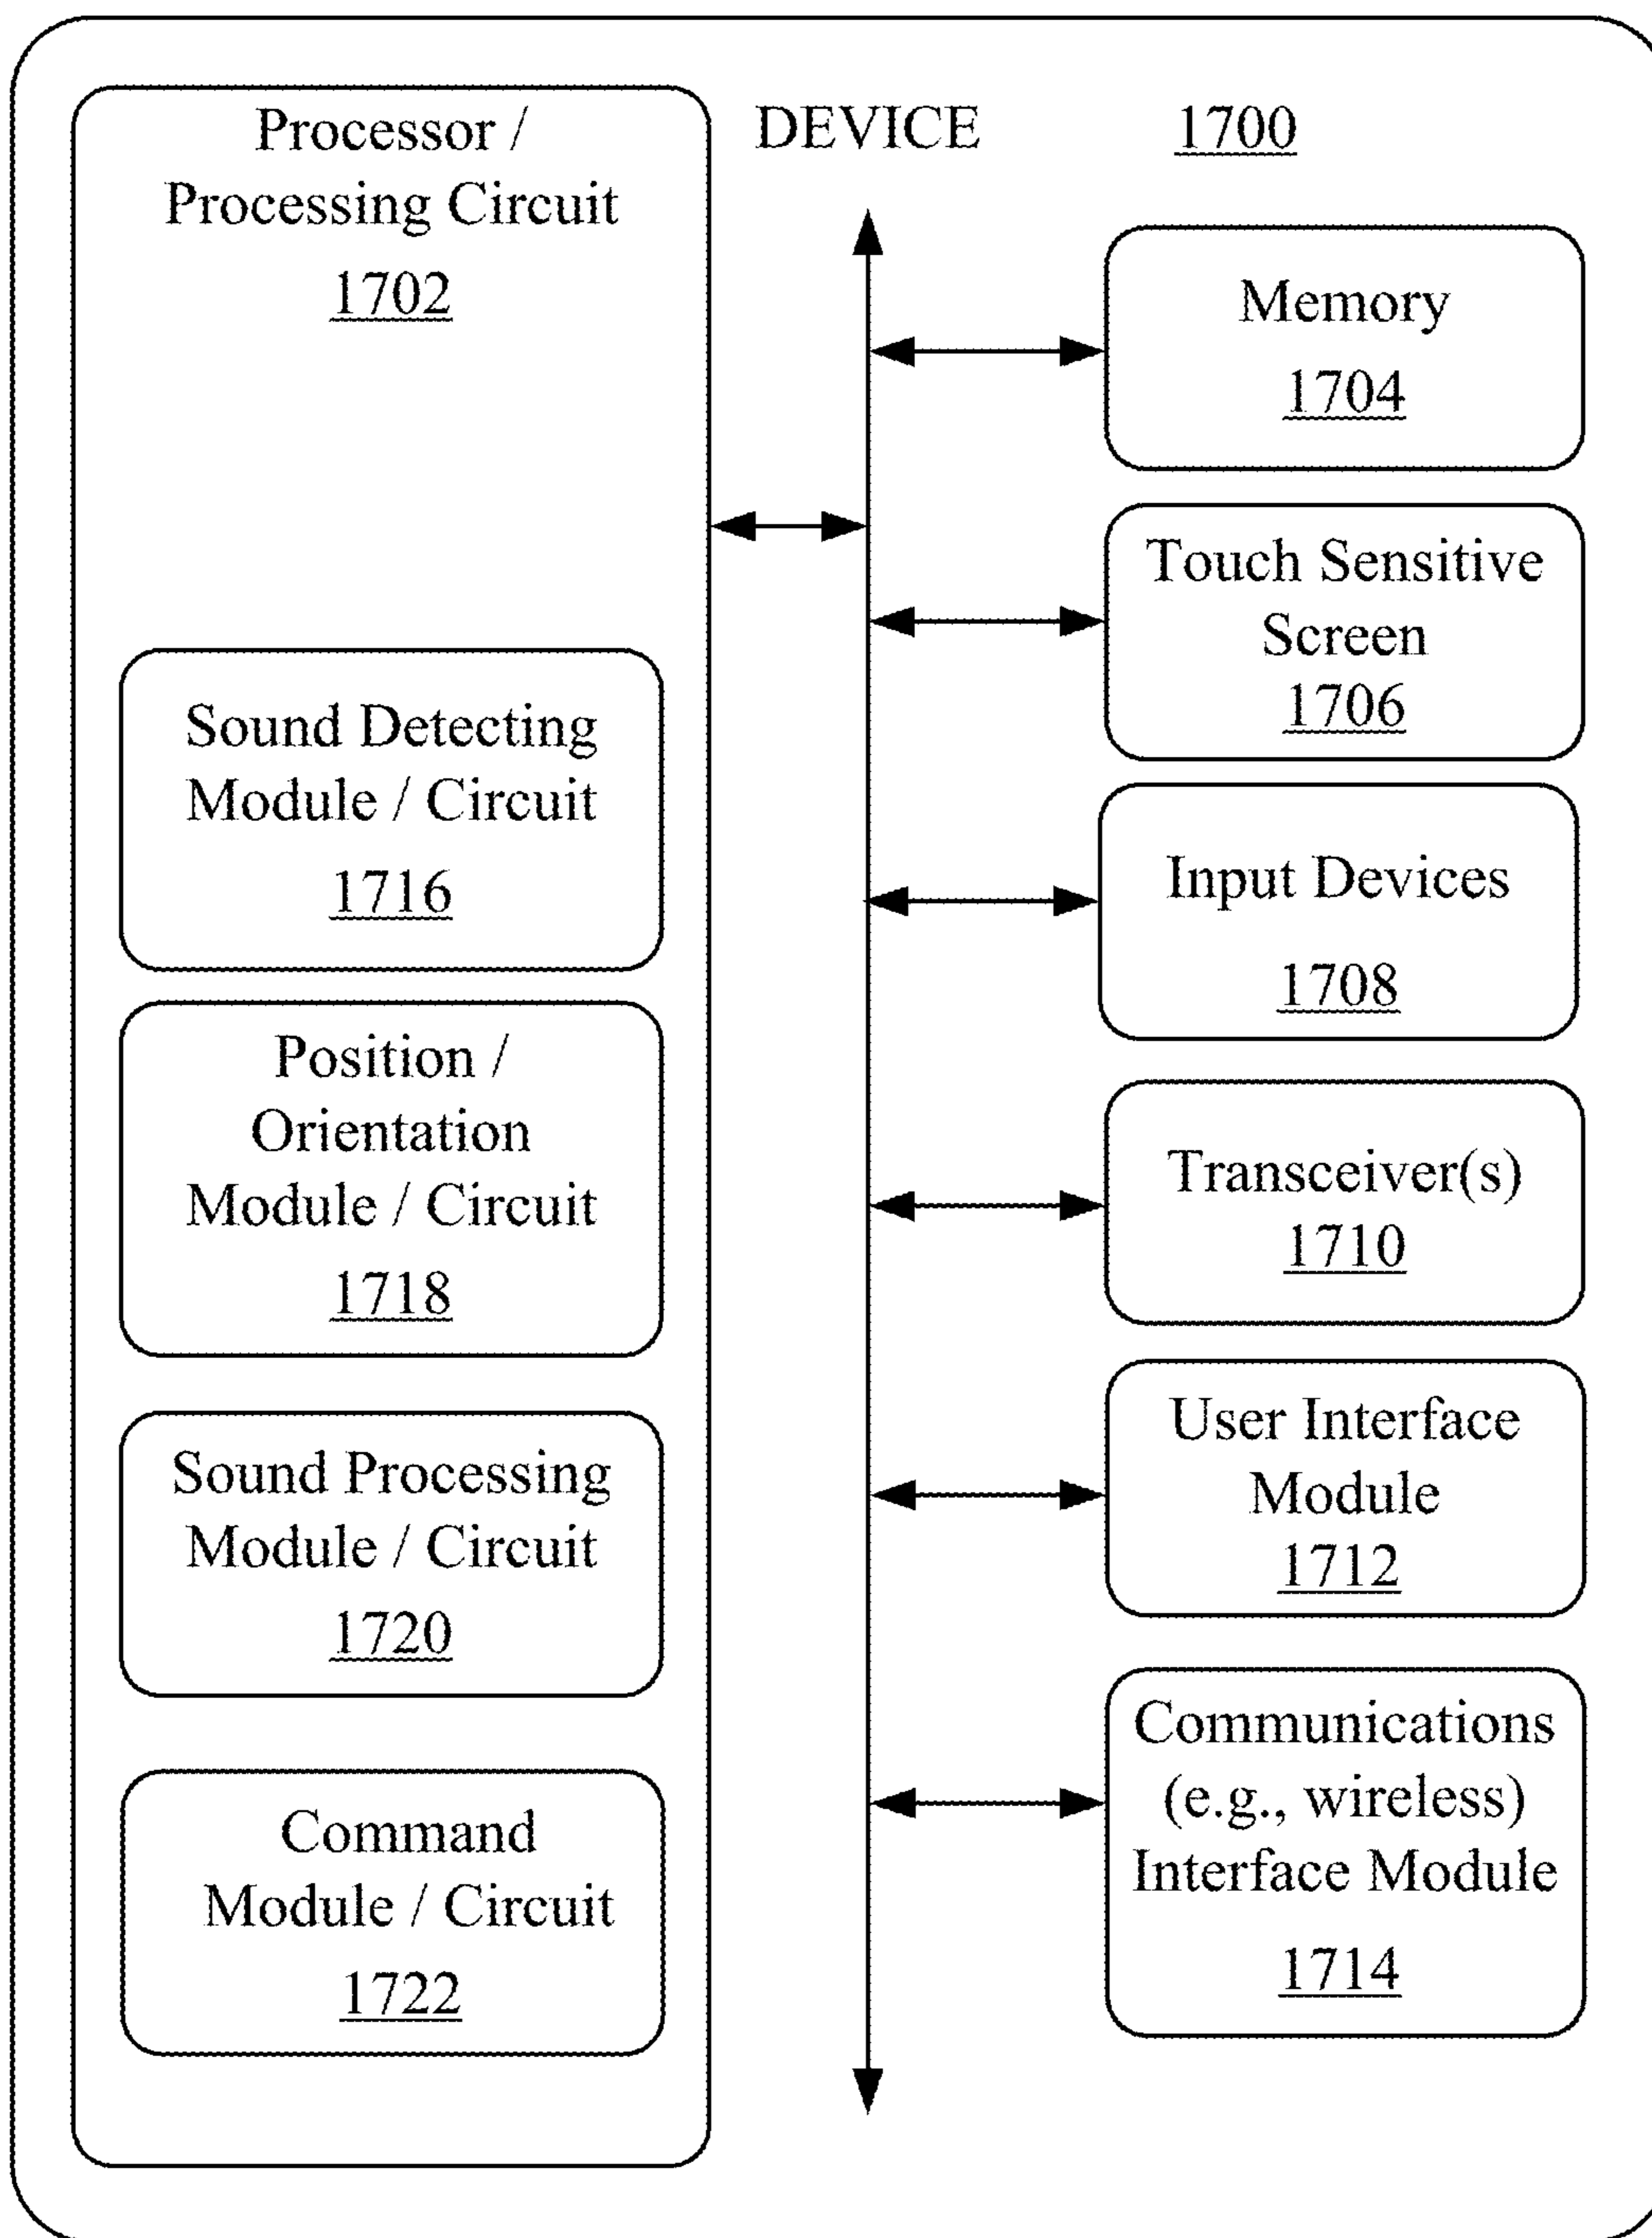 Processor /
Processing Circuit
1702
DEVICE 1700
Memory
1704
Touch Sensitive
Screen
1706
Sound Detecting
Module / Circuit
1716
Input Devices
1708
Position /
Orientation
Module / Circuit
1718
Transceiver(s)
1710
Sound Processing
Module / Circuit
1720
User Interface
Module
1712
Command
Module / Circuit
1722
Communications
(e.g., wireless)
Interface Module
1714